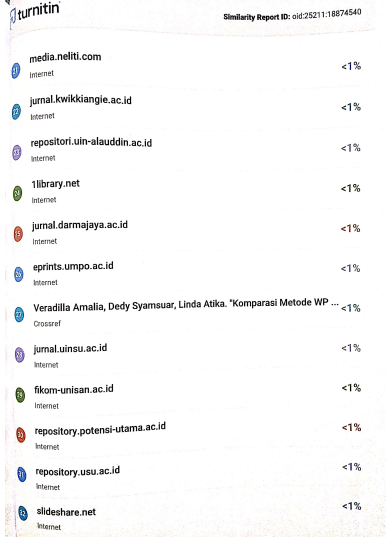 turnitin
Similarity Report ID: oid:25211:18874540
21
media.neliti.com
<1%
Internet
22
jurnal.kwikkiangie.ac.id
<1%
Internet
23
repositori.uin-alauddin.ac.id
<1%
Internet
24
1library.net
<1%
Internet
25
jurnal.darmajaya.ac.id
<1%
Internet
26
eprints.umpo.ac.id
<1%
Internet
27
Veradilla Amalia, Dedy Syamsuar, Linda Atika. "Komparasi Metode WP ...
<1%
Crossref
28
jurnal.uinsu.ac.id
<1%
Internet
29
fikom-unisan.ac.id
<1%
Internet
30
repository.potensi-utama.ac.id
<1%
Internet
31
repository.usu.ac.id
<1%
Internet
32
slideshare.net
<1%
Internet